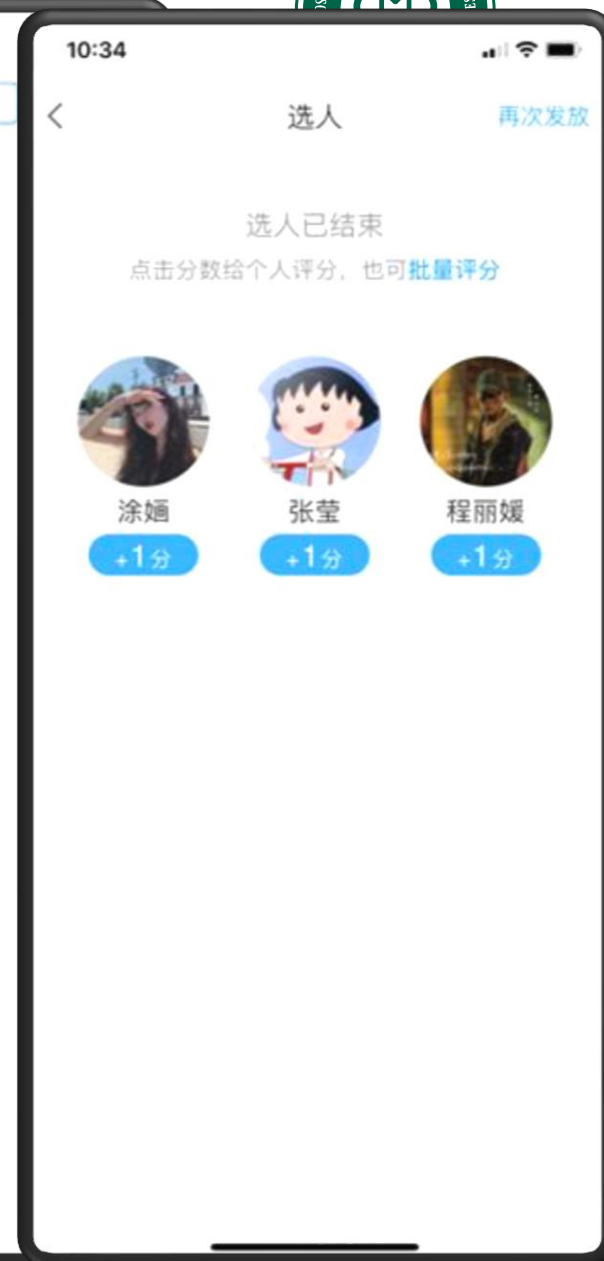 10:34
选人
再次发放
选人已结束
点击分数给个人评分，也可批量评分
涂婳
张莹
程丽媛
+1分
+1分
+1分